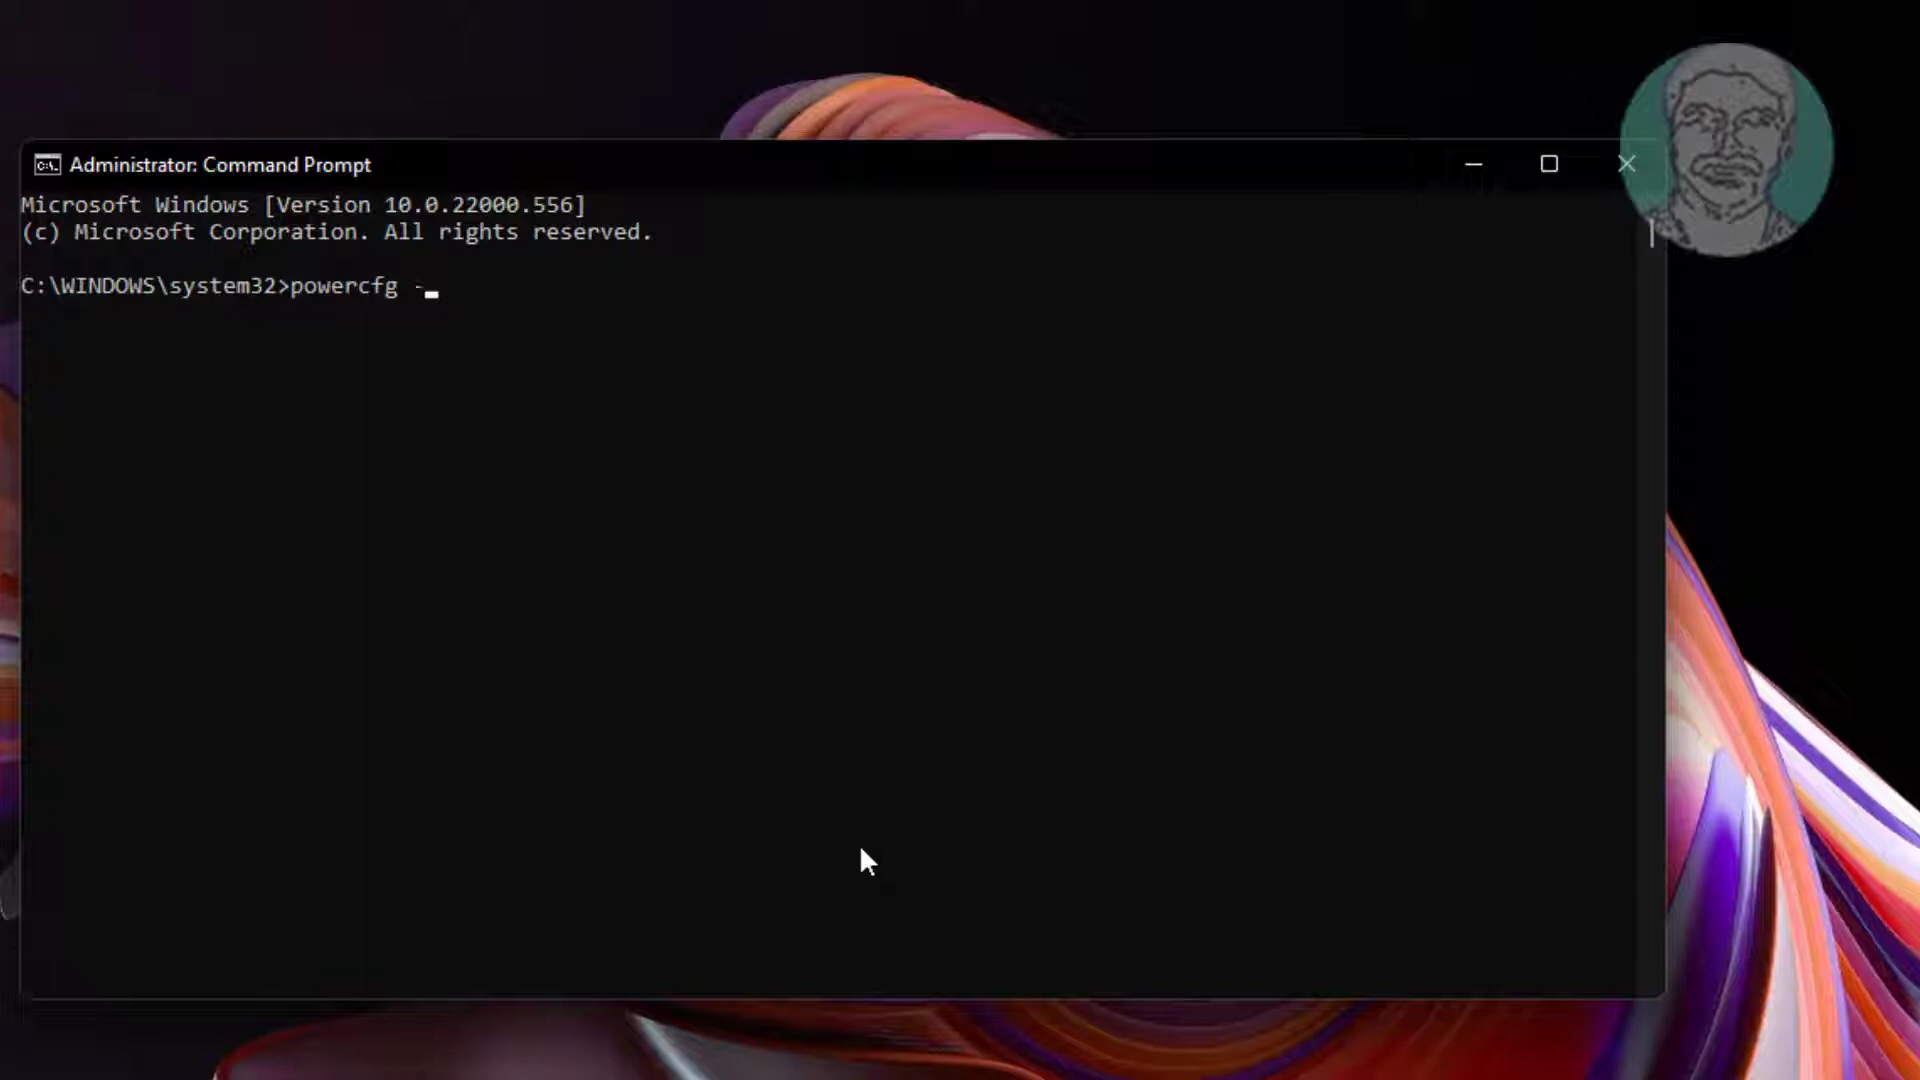 Administrator: Command Prompt
Microsoft Windows [Version 10.0.22000.556]
(c) Microsoft Corporation. All rights reserved.
C:\WINDOWS\system32>powercfg -